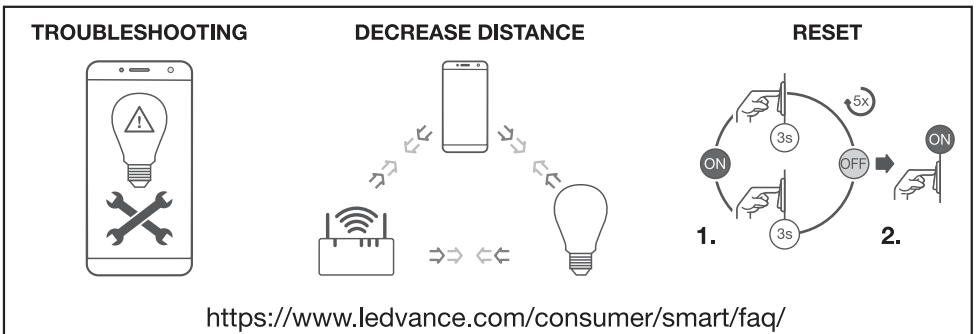 TROUBLESHOOTING
DECREASE DISTANCE
RESET
5x
3s
ON
OFF
ON
3s
1.
2.
https://www.ledvance.com/consumer/smart/faq/